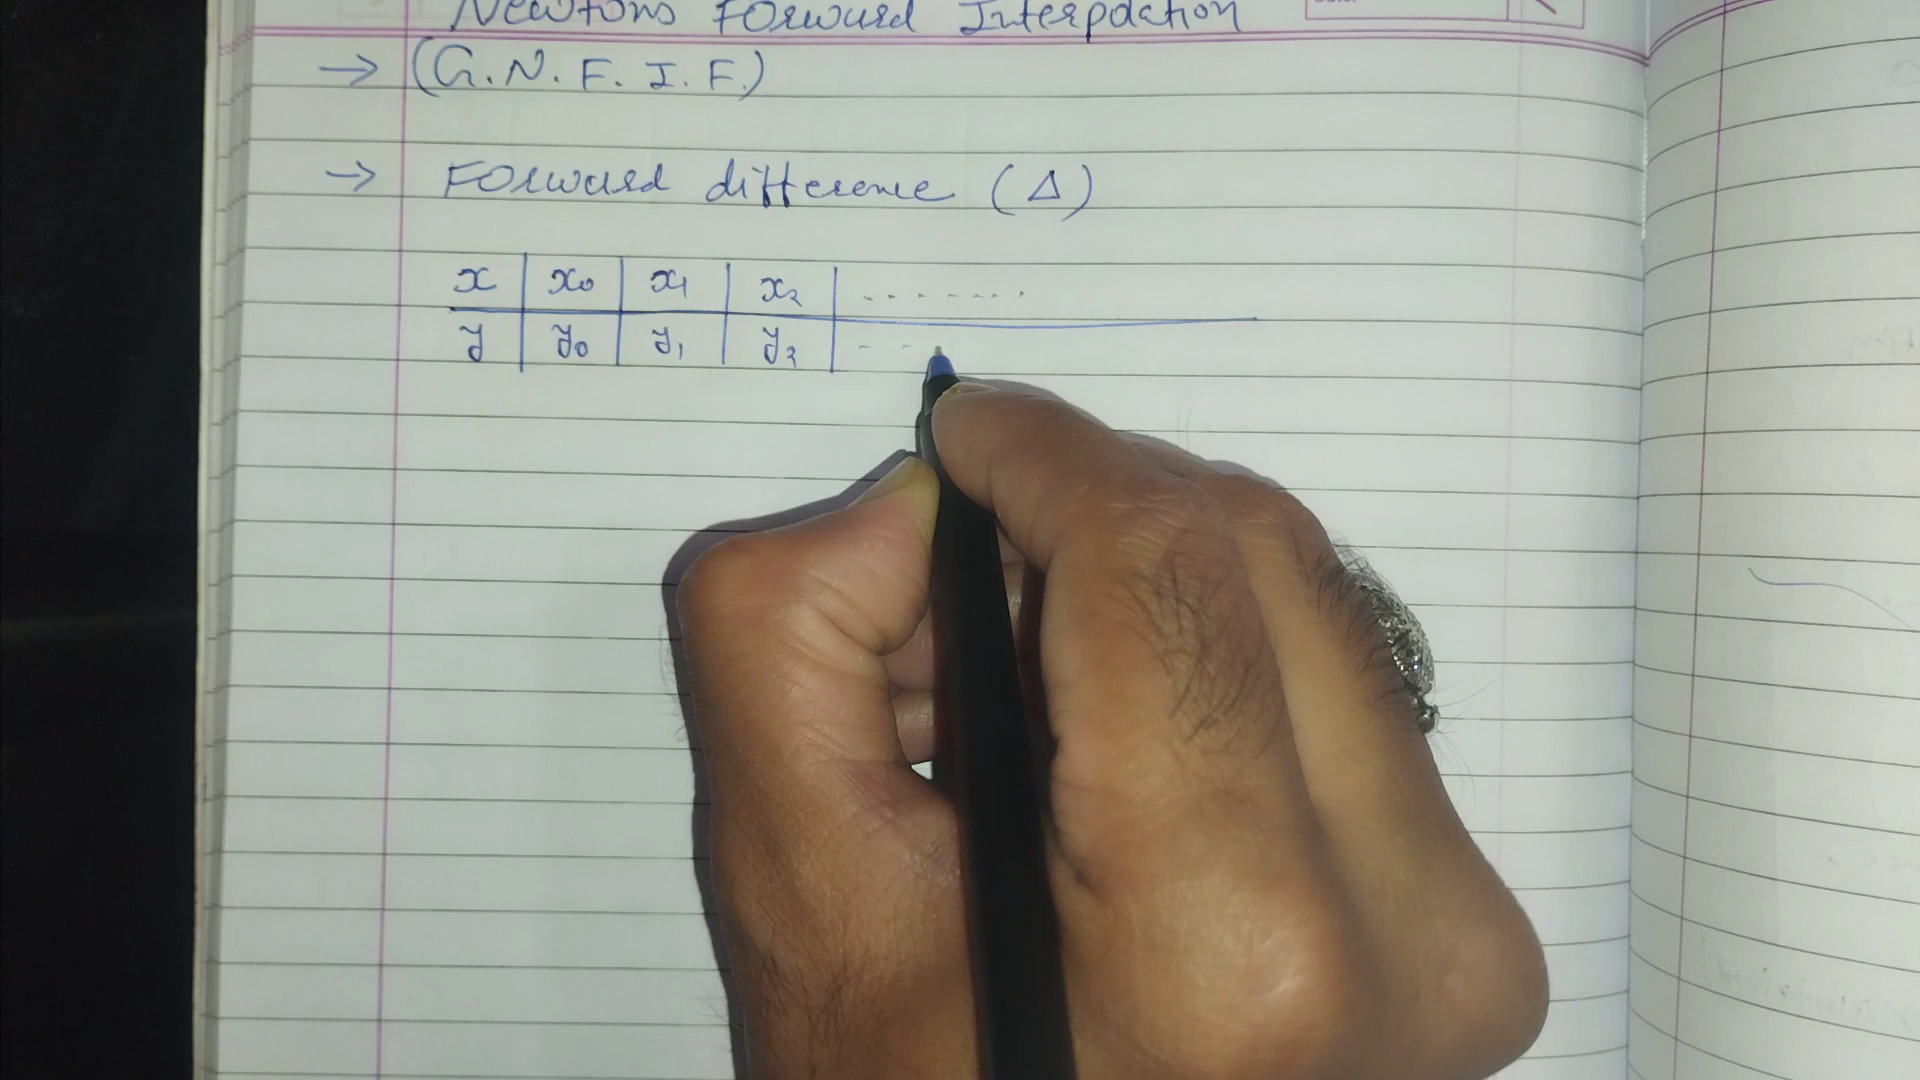 Newtons Forward Interpolation
→ (G.N.F.I.F.)
→ Forward difference (Δ)
x | x₀ | x₁ | x₂ | .......
y | y₀ | y₁ | y₂ | - -